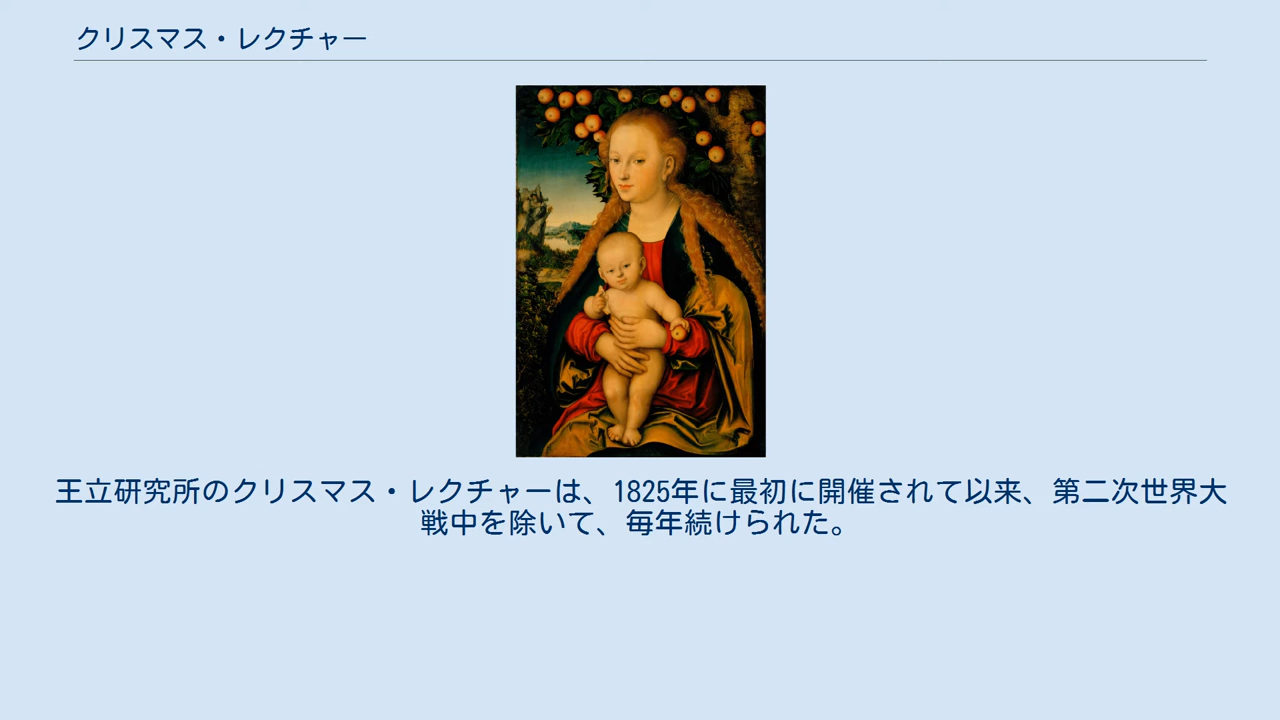 クリスマス・レクチャー
王立研究所のクリスマス・レクチャーは、1825年に最初に開催されて以来、第二次世界大
戦中を除いて、毎年続けられた。